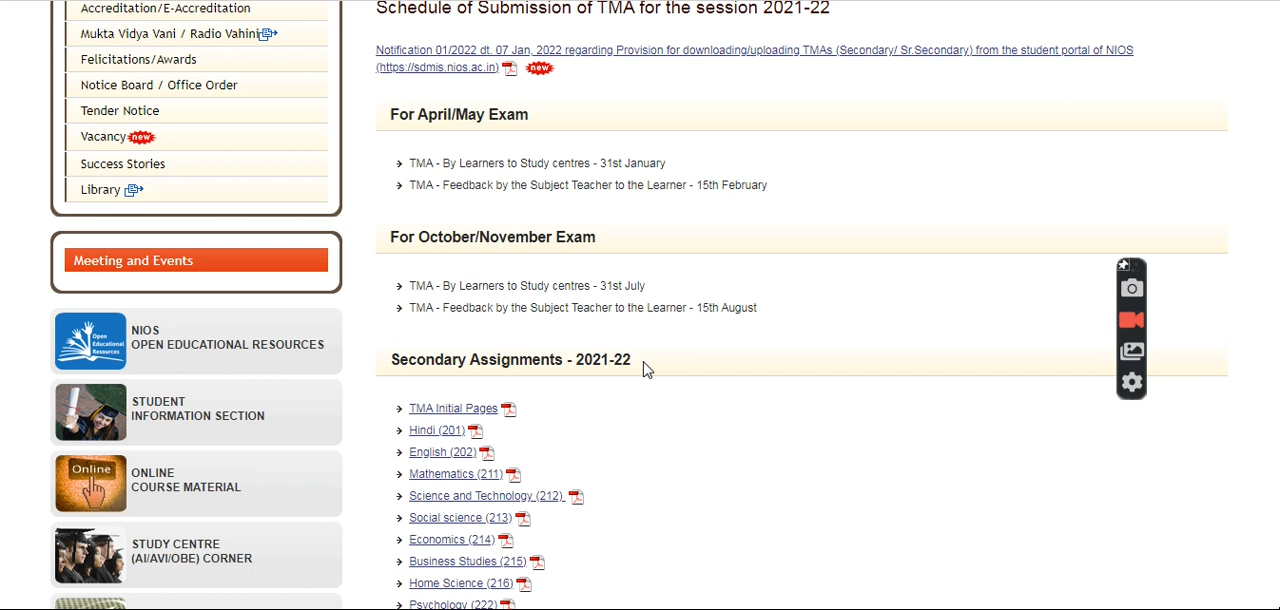 Accreditation/E-Accreditation
Mukta Vidya Vani / Radio Vahini
Felicitations/Awards
Notice Board / Office Order
Tender Notice
Vacancy new
Success Stories
Library
Meeting and Events
Open
Educational
Resources
NIOS
OPEN EDUCATIONAL RESOURCES
STUDENT
INFORMATION SECTION
Online
ONLINE
COURSE MATERIAL
STUDY CENTRE
(AI/AVI/OBE) CORNER
Schedule of Submission of TMA for the session 2021-22
Notification 01/2022 dt. 07 Jan, 2022 regarding Provision for downloading/uploading TMAs (Secondary/ Sr.Secondary) from the student portal of NIOS
(https://sdmis.nios.ac.in) new
For April/May Exam
TMA - By Learners to Study centres - 31st January
TMA - Feedback by the Subject Teacher to the Learner - 15th February
For October/November Exam
TMA - By Learners to Study centres - 31st July
TMA - Feedback by the Subject Teacher to the Learner - 15th August
Secondary Assignments - 2021-22
TMA Initial Pages
Hindi (201)
English (202)
Mathematics (211)
Science and Technology (212)
Social science (213)
Economics (214)
Business Studies (215)
Home Science (216)
Psychology (222)